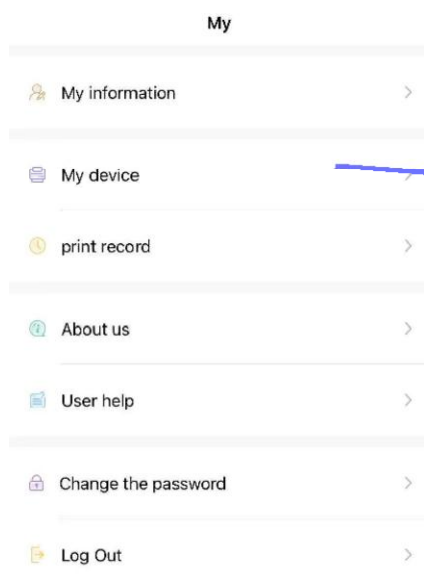 My
My information
My device
print record
About us
User help
Change the password
Log Out